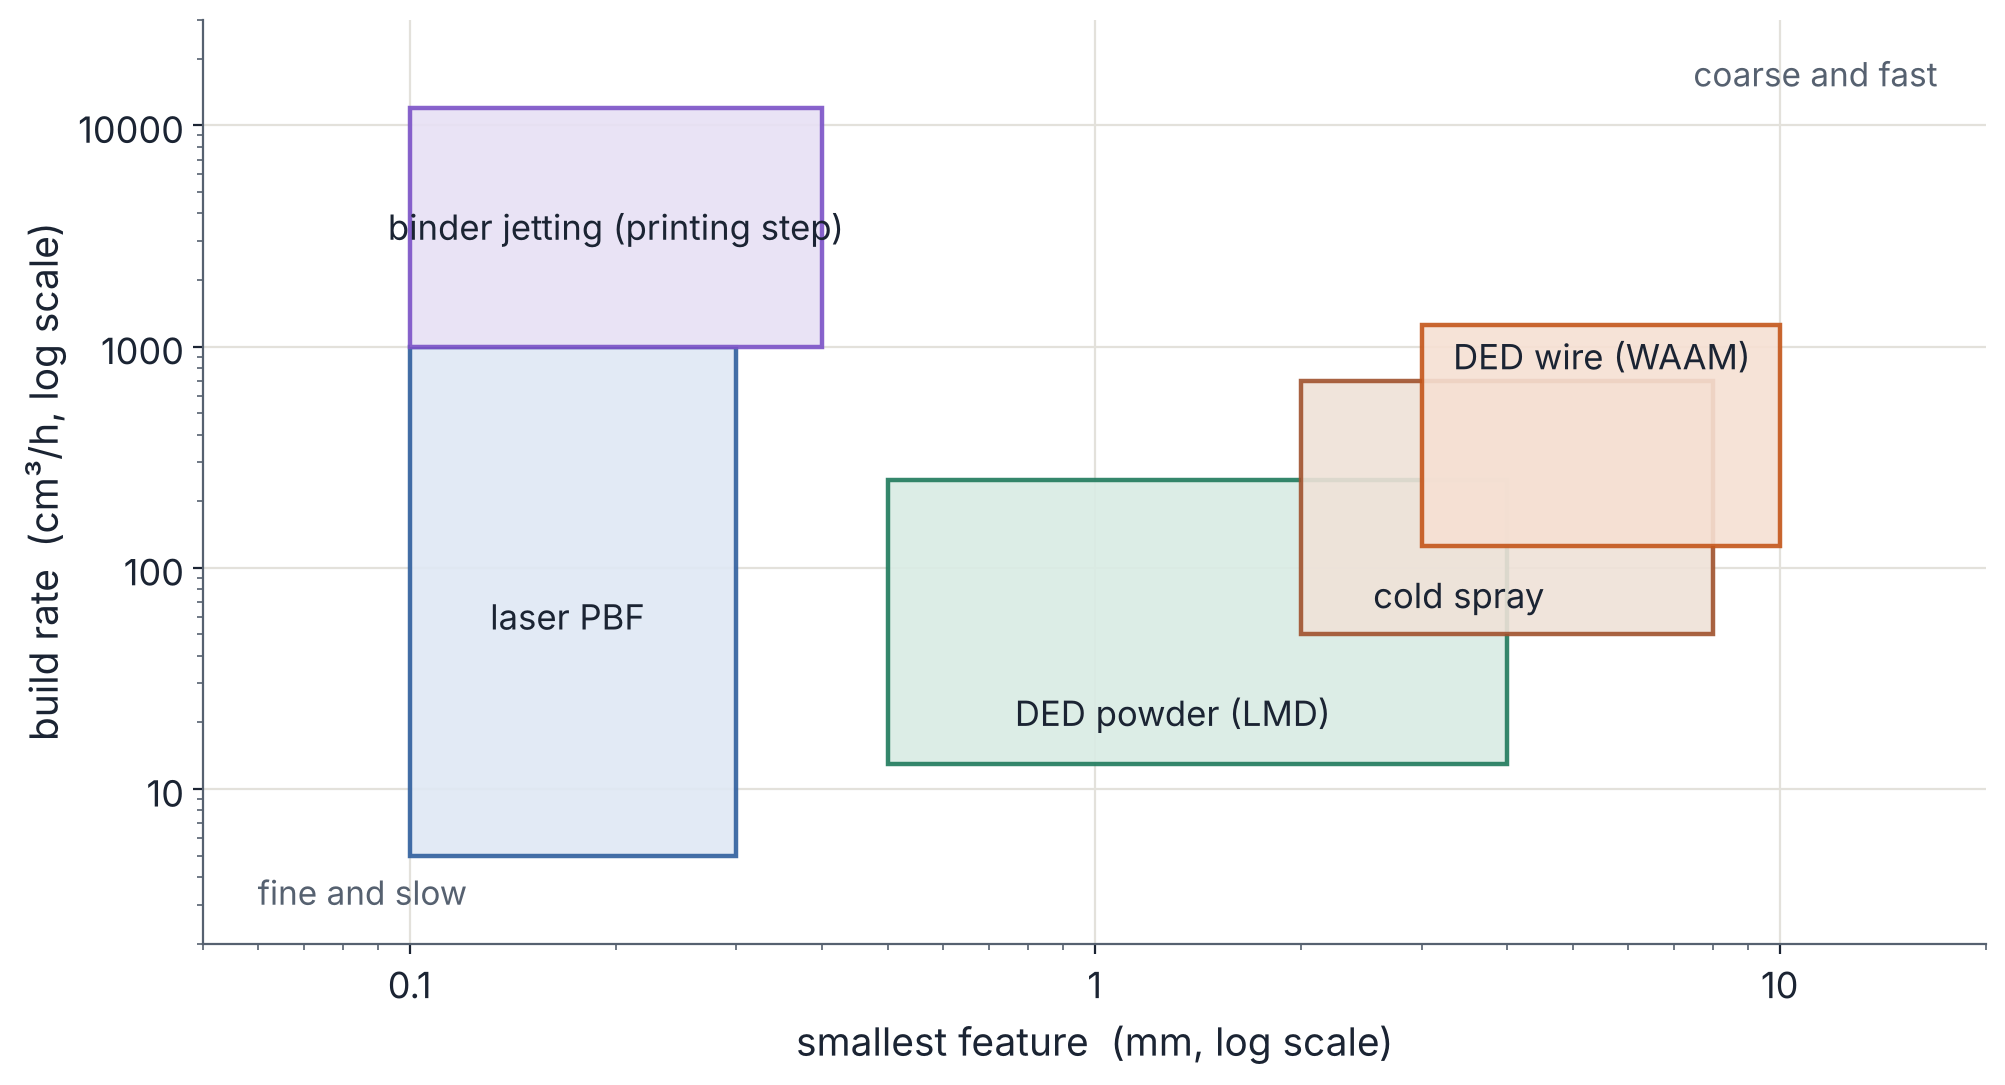 coarse and fast
10000
binder jetting (printing step)
1000
DED wire (WAAM)
100
cold spray
laser PBF
DED powder (LMD)
10
fine and slow
build rate (cm³/h, log scale)
0.1
1
10
smallest feature (mm, log scale)